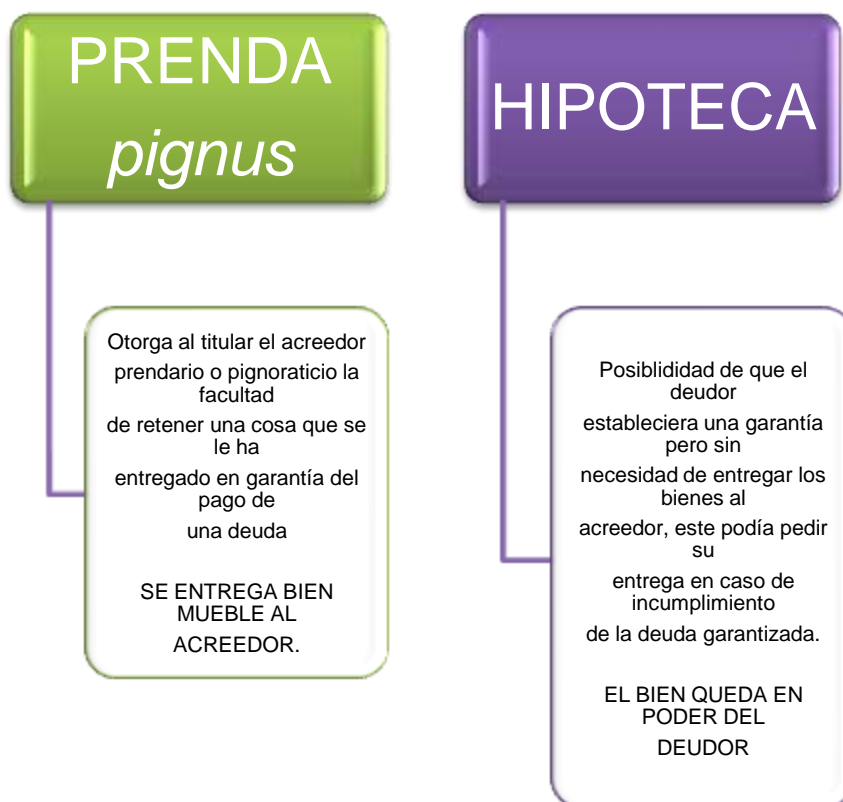 PRENDA
pignus
Otorga al titular el acreedor
prendario o pignoraticio la
facultad
de retener una cosa que se
le ha
entregado en garantía del
pago de
una deuda
SE ENTREGA BIEN
MUEBLE AL
ACREEDOR.
HIPOTECA
Posiblididad de que el
deudor
estableciera una garantía
pero sin
necesidad de entregar los
bienes al
acreedor, este podía pedir
su
entrega en caso de
incumplimiento
de la deuda garantizada.
EL BIEN QUEDA EN
PODER DEL
DEUDOR